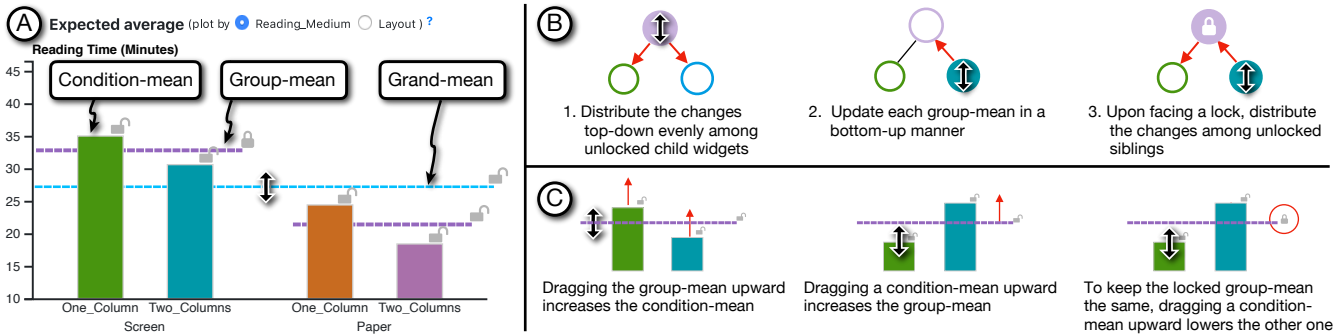 A
Expected average (plot by Reading_Medium Layout ) ?
Reading Time (Minutes)
45
40
35
30
25
20
15
10
Condition-mean
Group-mean
Grand-mean
One_Column
Two_Columns
One_Column
Two_Columns
Screen
Paper
B
1. Distribute the changes
top-down evenly among
unlocked child widgets
2. Update each group-mean in a
bottom-up manner
3. Upon facing a lock, distribute
the changes among unlocked
siblings
C
Dragging the group-mean upward
increases the condition-mean
Dragging a condition-mean upward
increases the group-mean
To keep the locked group-mean
the same, dragging a condition-
mean upward lowers the other one